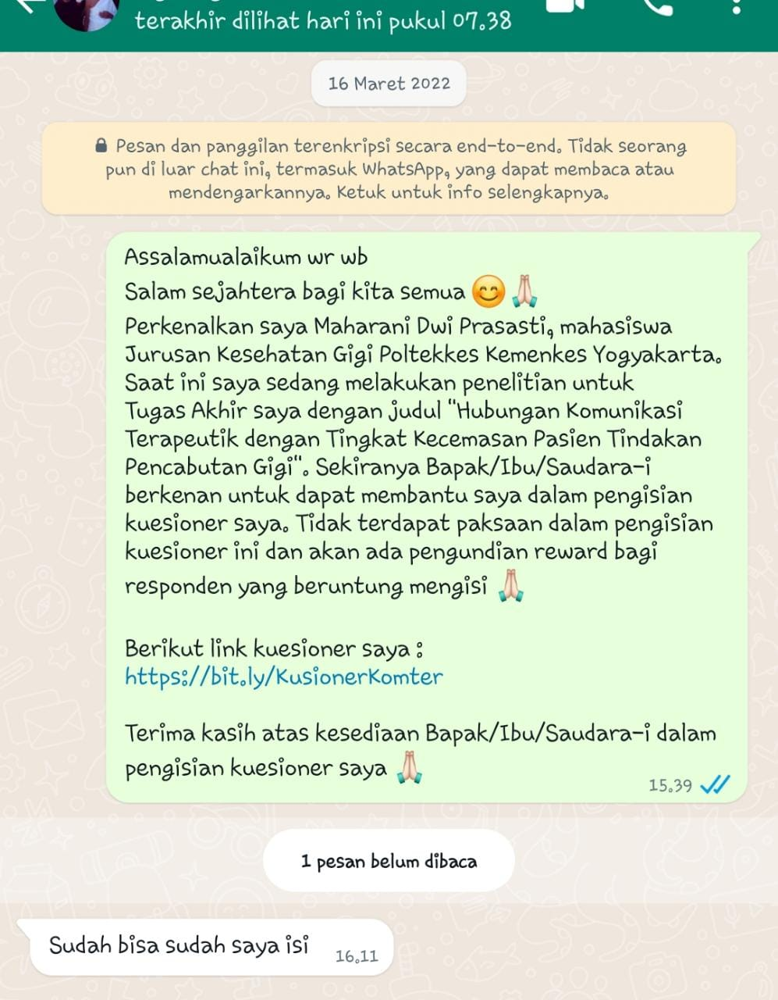 terakhir dilihat hari ini pukul 07.38
16 Maret 2022
Pesan dan panggilan terenkripsi secara end-to-end. Tidak seorang
pun di luar chat ini, termasuk WhatsApp, yang dapat membaca atau
mendengarkannya. Ketuk untuk info selengkapnya.
Assalamualaikum wr wb
Salam sejahtera bagi kita semua 😊🙏🏻
Perkenalkan saya Maharani Dwi Prasasti, mahasiswa
Jurusan Kesehatan Gigi Poltekkes Kemenkes Yogyakarta.
Saat ini saya sedang melakukan penelitian untuk
Tugas Akhir saya dengan judul "Hubungan Komunikasi
Terapeutik dengan Tingkat Kecemasan Pasien Tindakan
Pencabutan Gigi". Sekiranya Bapak/Ibu/Saudara-i
berkenan untuk dapat membantu saya dalam pengisian
kuesioner saya. Tidak terdapat paksaan dalam pengisian
kuesioner ini dan akan ada pengundian reward bagi
responden yang beruntung mengisi 🙏🏻
Berikut link kuesioner saya :
https://bit.ly/KusionerKomter
Terima kasih atas kesediaan Bapak/Ibu/Saudara-i dalam
pengisian kuesioner saya 🙏🏻
15.39
1 pesan belum dibaca
Sudah bisa sudah saya isi
16.11